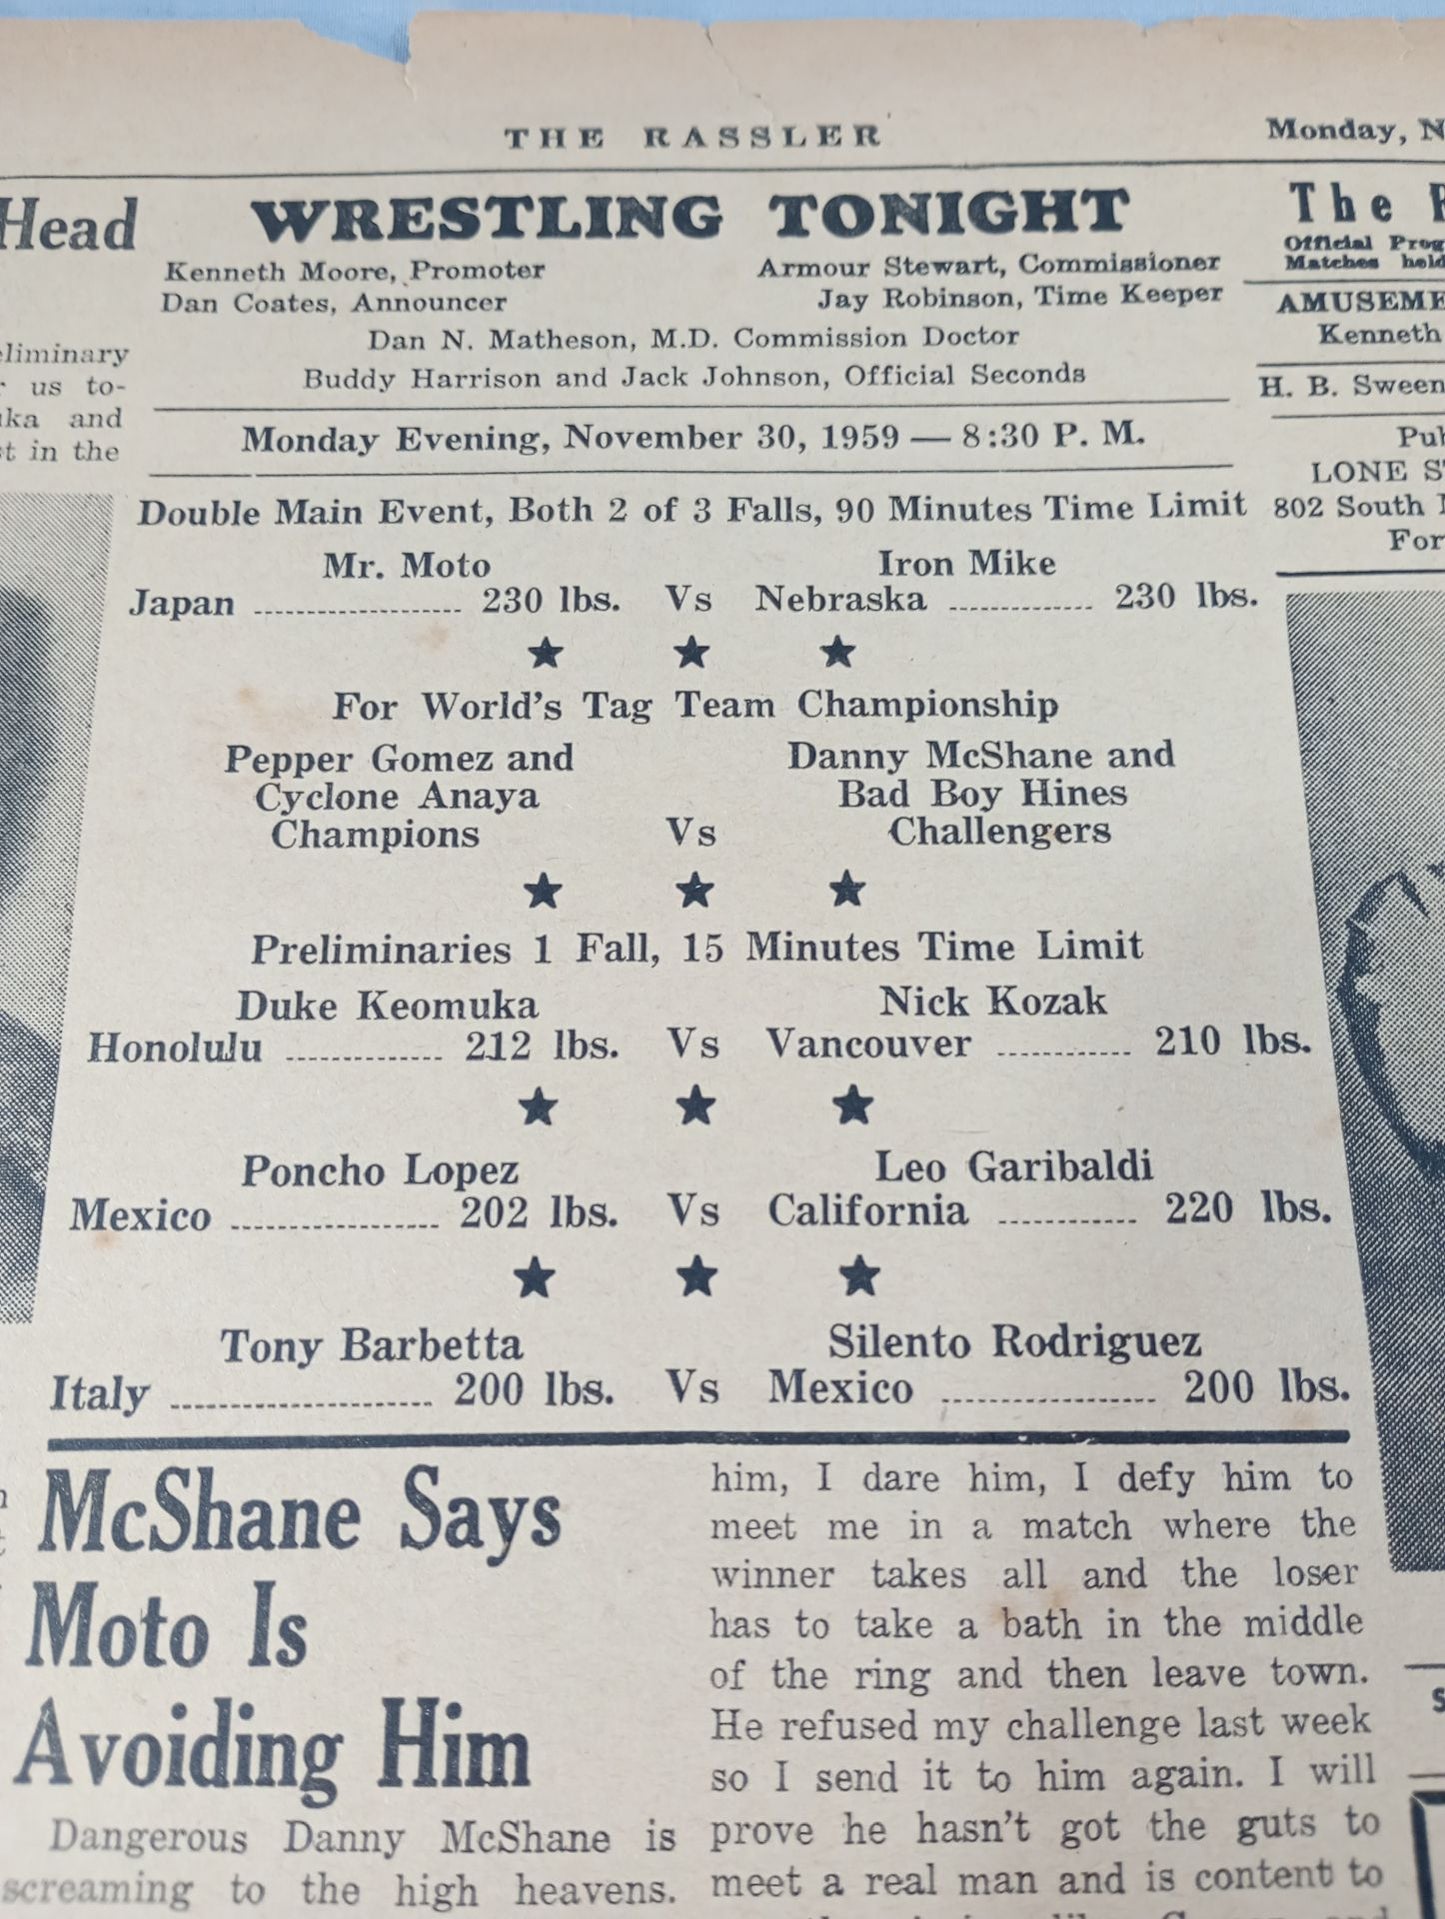 THE RASSLER
Monday,
Head
liminary
us to-
and
in the
WRESTLING TONIGHT
Kenneth Moore, Promoter Armour Stewart, Commissioner
Dan Coates, Announcer Jay Robinson, Time Keeper
Dan N. Matheson, M.D. Commission Doctor
Buddy Harrison and Jack Johnson, Official Seconds
Monday Evening, November 30, 1959 — 8:30 P. M.
Double Main Event, Both 2 of 3 Falls, 90 Minutes Time Limit
Mr. Moto Iron Mike
Japan .................... 230 lbs. Vs Nebraska .............. 230 lbs.
★ ★ ★
For World's Tag Team Championship
Pepper Gomez and Danny McShane and
Cyclone Anaya Bad Boy Hines
Champions Vs Challengers
★ ★ ★
Preliminaries 1 Fall, 15 Minutes Time Limit
Duke Keomuka Nick Kozak
Honolulu .............. 212 lbs. Vs Vancouver ............ 210 lbs.
★ ★ ★
Poncho Lopez Leo Garibaldi
Mexico .................. 202 lbs. Vs California ............ 220 lbs.
★ ★ ★
Tony Barbetta Silento Rodriguez
Italy ...................... 200 lbs. Vs Mexico .................. 200 lbs.
McShane Says
Moto Is
Avoiding Him
Dangerous Danny McShane is
screaming to the high heavens.
him, I dare him, I defy him to
meet me in a match where the
winner takes all and the loser
has to take a bath in the middle
of the ring and then leave town.
He refused my challenge last week
so I send it to him again. I will
prove he hasn't got the guts to
meet a real man and is content to
The
Official
Matches held
Kenneth
H. B.
LONE
802 South